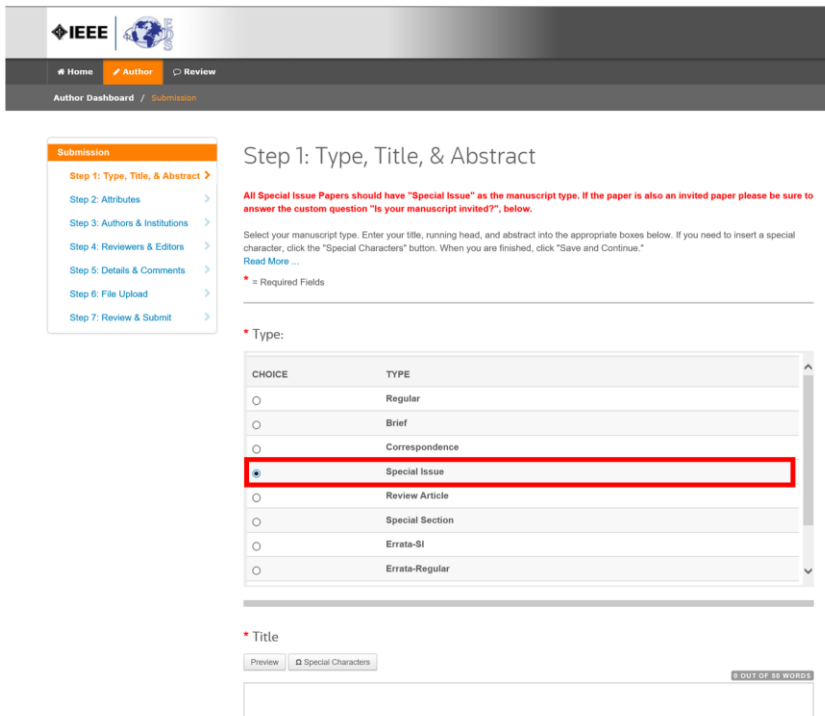 IEEE
Home Author Review
Author Dashboard / Submission
Submission
Step 1: Type, Title, & Abstract
Step 2: Attributes
Step 3: Authors & Institutions
Step 4: Reviewers & Editors
Step 5: Details & Comments
Step 6: File Upload
Step 7: Review & Submit
Step 1: Type, Title, & Abstract
All Special Issue Papers should have "Special Issue" as the manuscript type. If the paper is also an invited paper please be sure to
answer the custom question "Is your manuscript invited?", below.
Select your manuscript type. Enter your title, running head, and abstract into the appropriate boxes below. If you need to insert a special
character, click the "Special Characters" button. When you are finished, click "Save and Continue."
Read More ...
* = Required Fields
* Type:
CHOICE TYPE
Regular
Brief
Correspondence
Special Issue
Review Article
Special Section
Errata-SI
Errata-Regular
* Title
Preview Ω Special Characters
0 OUT OF 50 WORDS